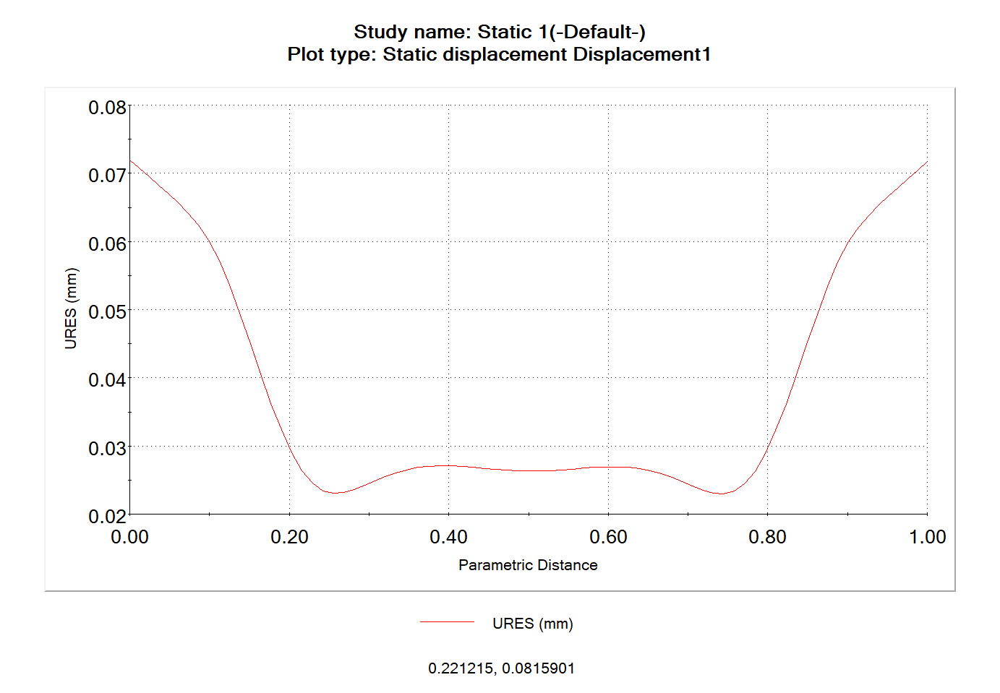 Study name: Static 1(-Default-)
Plot type: Static displacement Displacement1
0.08
0.07
0.06
0.05
0.04
0.03
0.02
URES (mm)
0.00 0.20 0.40 0.60 0.80 1.00
Parametric Distance
URES (mm)
0.221215, 0.0815901